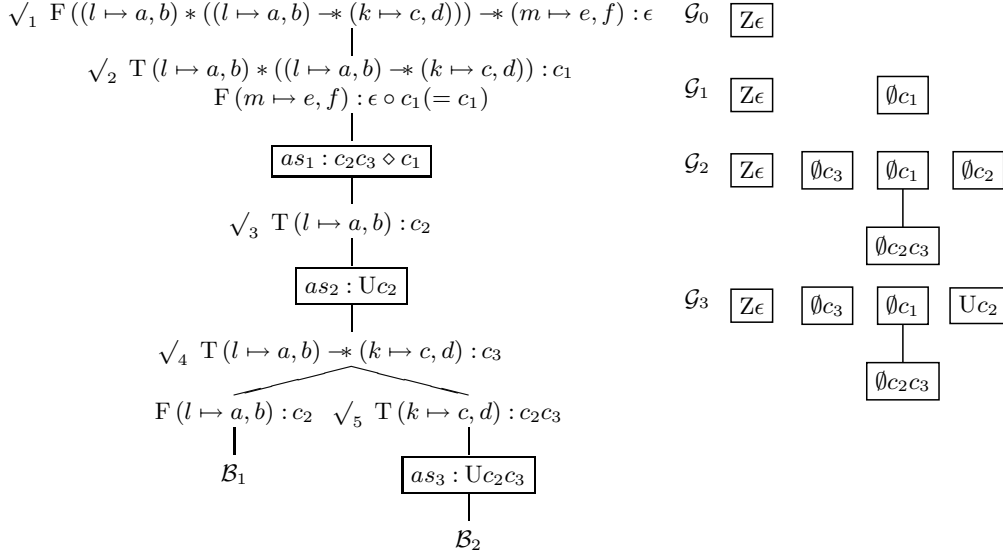 √₁ F ((l ↦ a, b) ∗ ((l ↦ a, b) −∗ (k ↦ c, d))) −∗ (m ↦ e, f) : ϵ
𝒢₀ Zϵ
√₂ T (l ↦ a, b) ∗ ((l ↦ a, b) −∗ (k ↦ c, d)) : c₁
F (m ↦ e, f) : ϵ ∘ c₁(= c₁)
𝒢₁ Zϵ ∅c₁
as₁ : c₂c₃ ⋄ c₁
𝒢₂ Zϵ ∅c₃ ∅c₁ ∅c₂
√₃ T (l ↦ a, b) : c₂
∅c₂c₃
as₂ : Uc₂
𝒢₃ Zϵ ∅c₃ ∅c₁ Uc₂
√₄ T (l ↦ a, b) −∗ (k ↦ c, d) : c₃
∅c₂c₃
F (l ↦ a, b) : c₂ √₅ T (k ↦ c, d) : c₂c₃
ℬ₁
as₃ : Uc₂c₃
ℬ₂